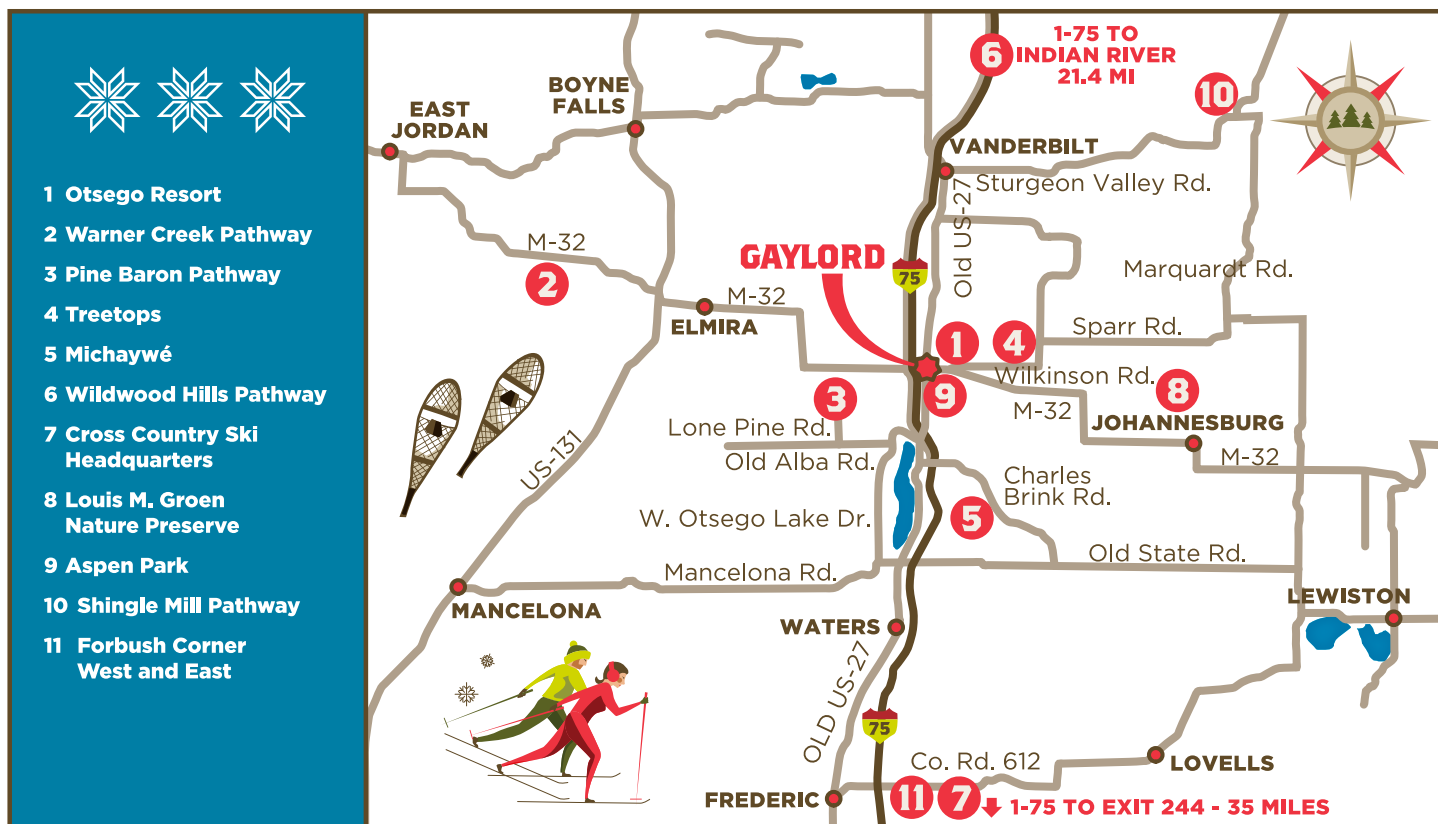 1 Otsego Resort
2 Warner Creek Pathway
3 Pine Baron Pathway
4 Treetops
5 Michaywé
6 Wildwood Hills Pathway
7 Cross Country Ski
Headquarters
8 Louis M. Groen
Nature Preserve
9 Aspen Park
10 Shingle Mill Pathway
11 Forbush Corner
West and East
6
1-75 TO
INDIAN RIVER
21.4 MI
10
BOYNE
FALLS
EAST
JORDAN
VANDERBILT
Sturgeon Valley Rd.
Old US-27
M-32
2
GAYLORD
75
Marquardt Rd.
M-32
ELMIRA
Sparr Rd.
1
4
Wilkinson Rd.
9
3
8
M-32
JOHANNESBURG
Lone Pine Rd.
Old Alba Rd.
M-32
US-131
Charles
Brink Rd.
W. Otsego Lake Dr.
5
Old State Rd.
Mancelona Rd.
MANCELONA
LEWISTON
WATERS
OLD US-27
75
Co. Rd. 612
LOVELLS
FREDERIC
11
7
1-75 TO EXIT 244 - 35 MILES